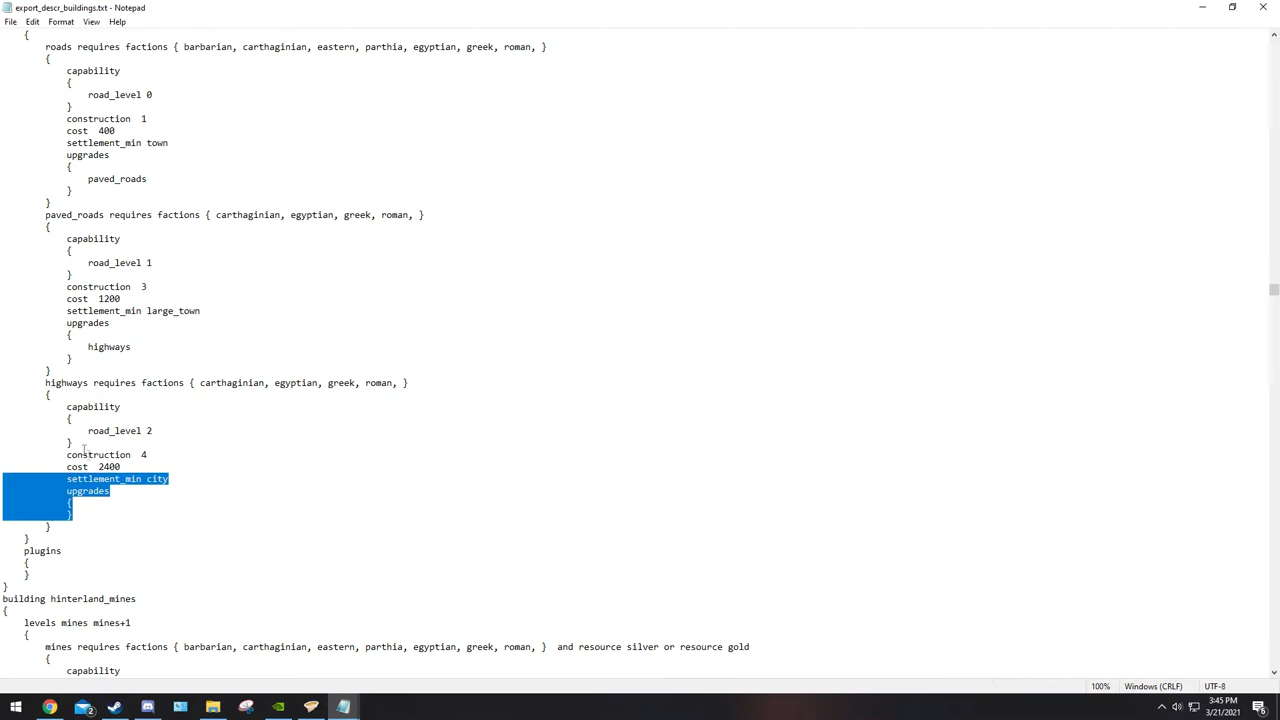 export_descr_buildings.txt - Notepad
File Edit Format View Help
{
roads requires factions { barbarian, carthaginian, eastern, parthia, egyptian, greek, roman, }
{
capability
{
road_level 0
}
construction 1
cost 400
settlement_min town
upgrades
{
paved_roads
}
}
paved_roads requires factions { carthaginian, egyptian, greek, roman, }
{
capability
{
road_level 1
}
construction 3
cost 1200
settlement_min large_town
upgrades
{
highways
}
}
highways requires factions { carthaginian, egyptian, greek, roman, }
{
capability
{
road_level 2
}
construction 4
cost 2400
settlement_min city
upgrades
{
}
}
}
plugins
{
}
}
building hinterland_mines
{
levels mines mines+1
{
mines requires factions { barbarian, carthaginian, eastern, parthia, egyptian, greek, roman, } and resource silver or resource gold
{
capability
100% Windows (CRLF) UTF-8
2
3:45 PM
3/21/2021
6